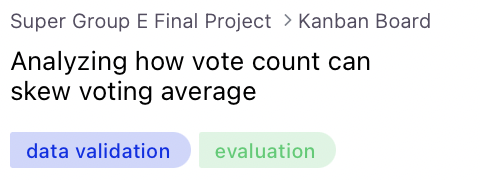 Super Group E Final Project > Kanban Board
Analyzing how vote count can
skew voting average
data validation evaluation